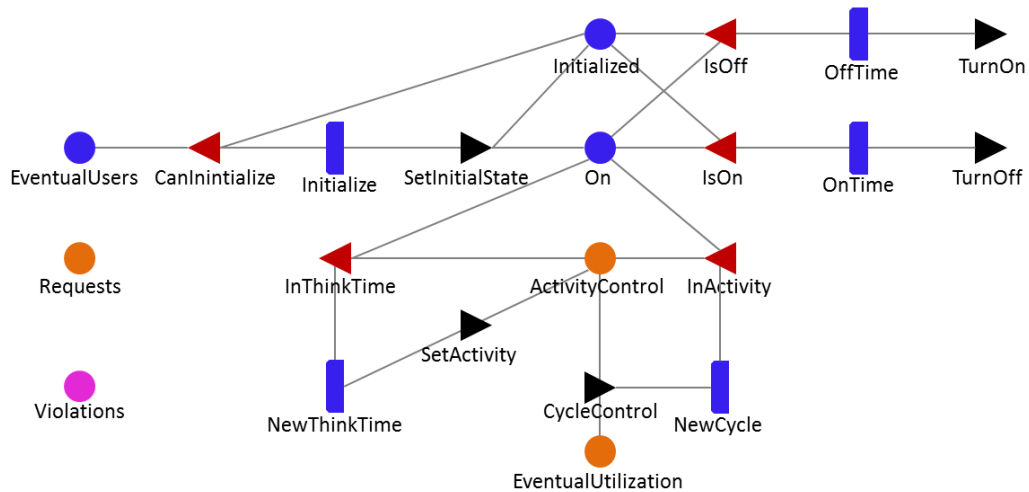 Initialized
IsOff
OffTime
TurnOn
EventualUsers
CanInintialize
Initialize
SetInitialState
On
IsOn
OnTime
TurnOff
Requests
InThinkTime
ActivityControl
InActivity
SetActivity
Violations
NewThinkTime
CycleControl
NewCycle
EventualUtilization